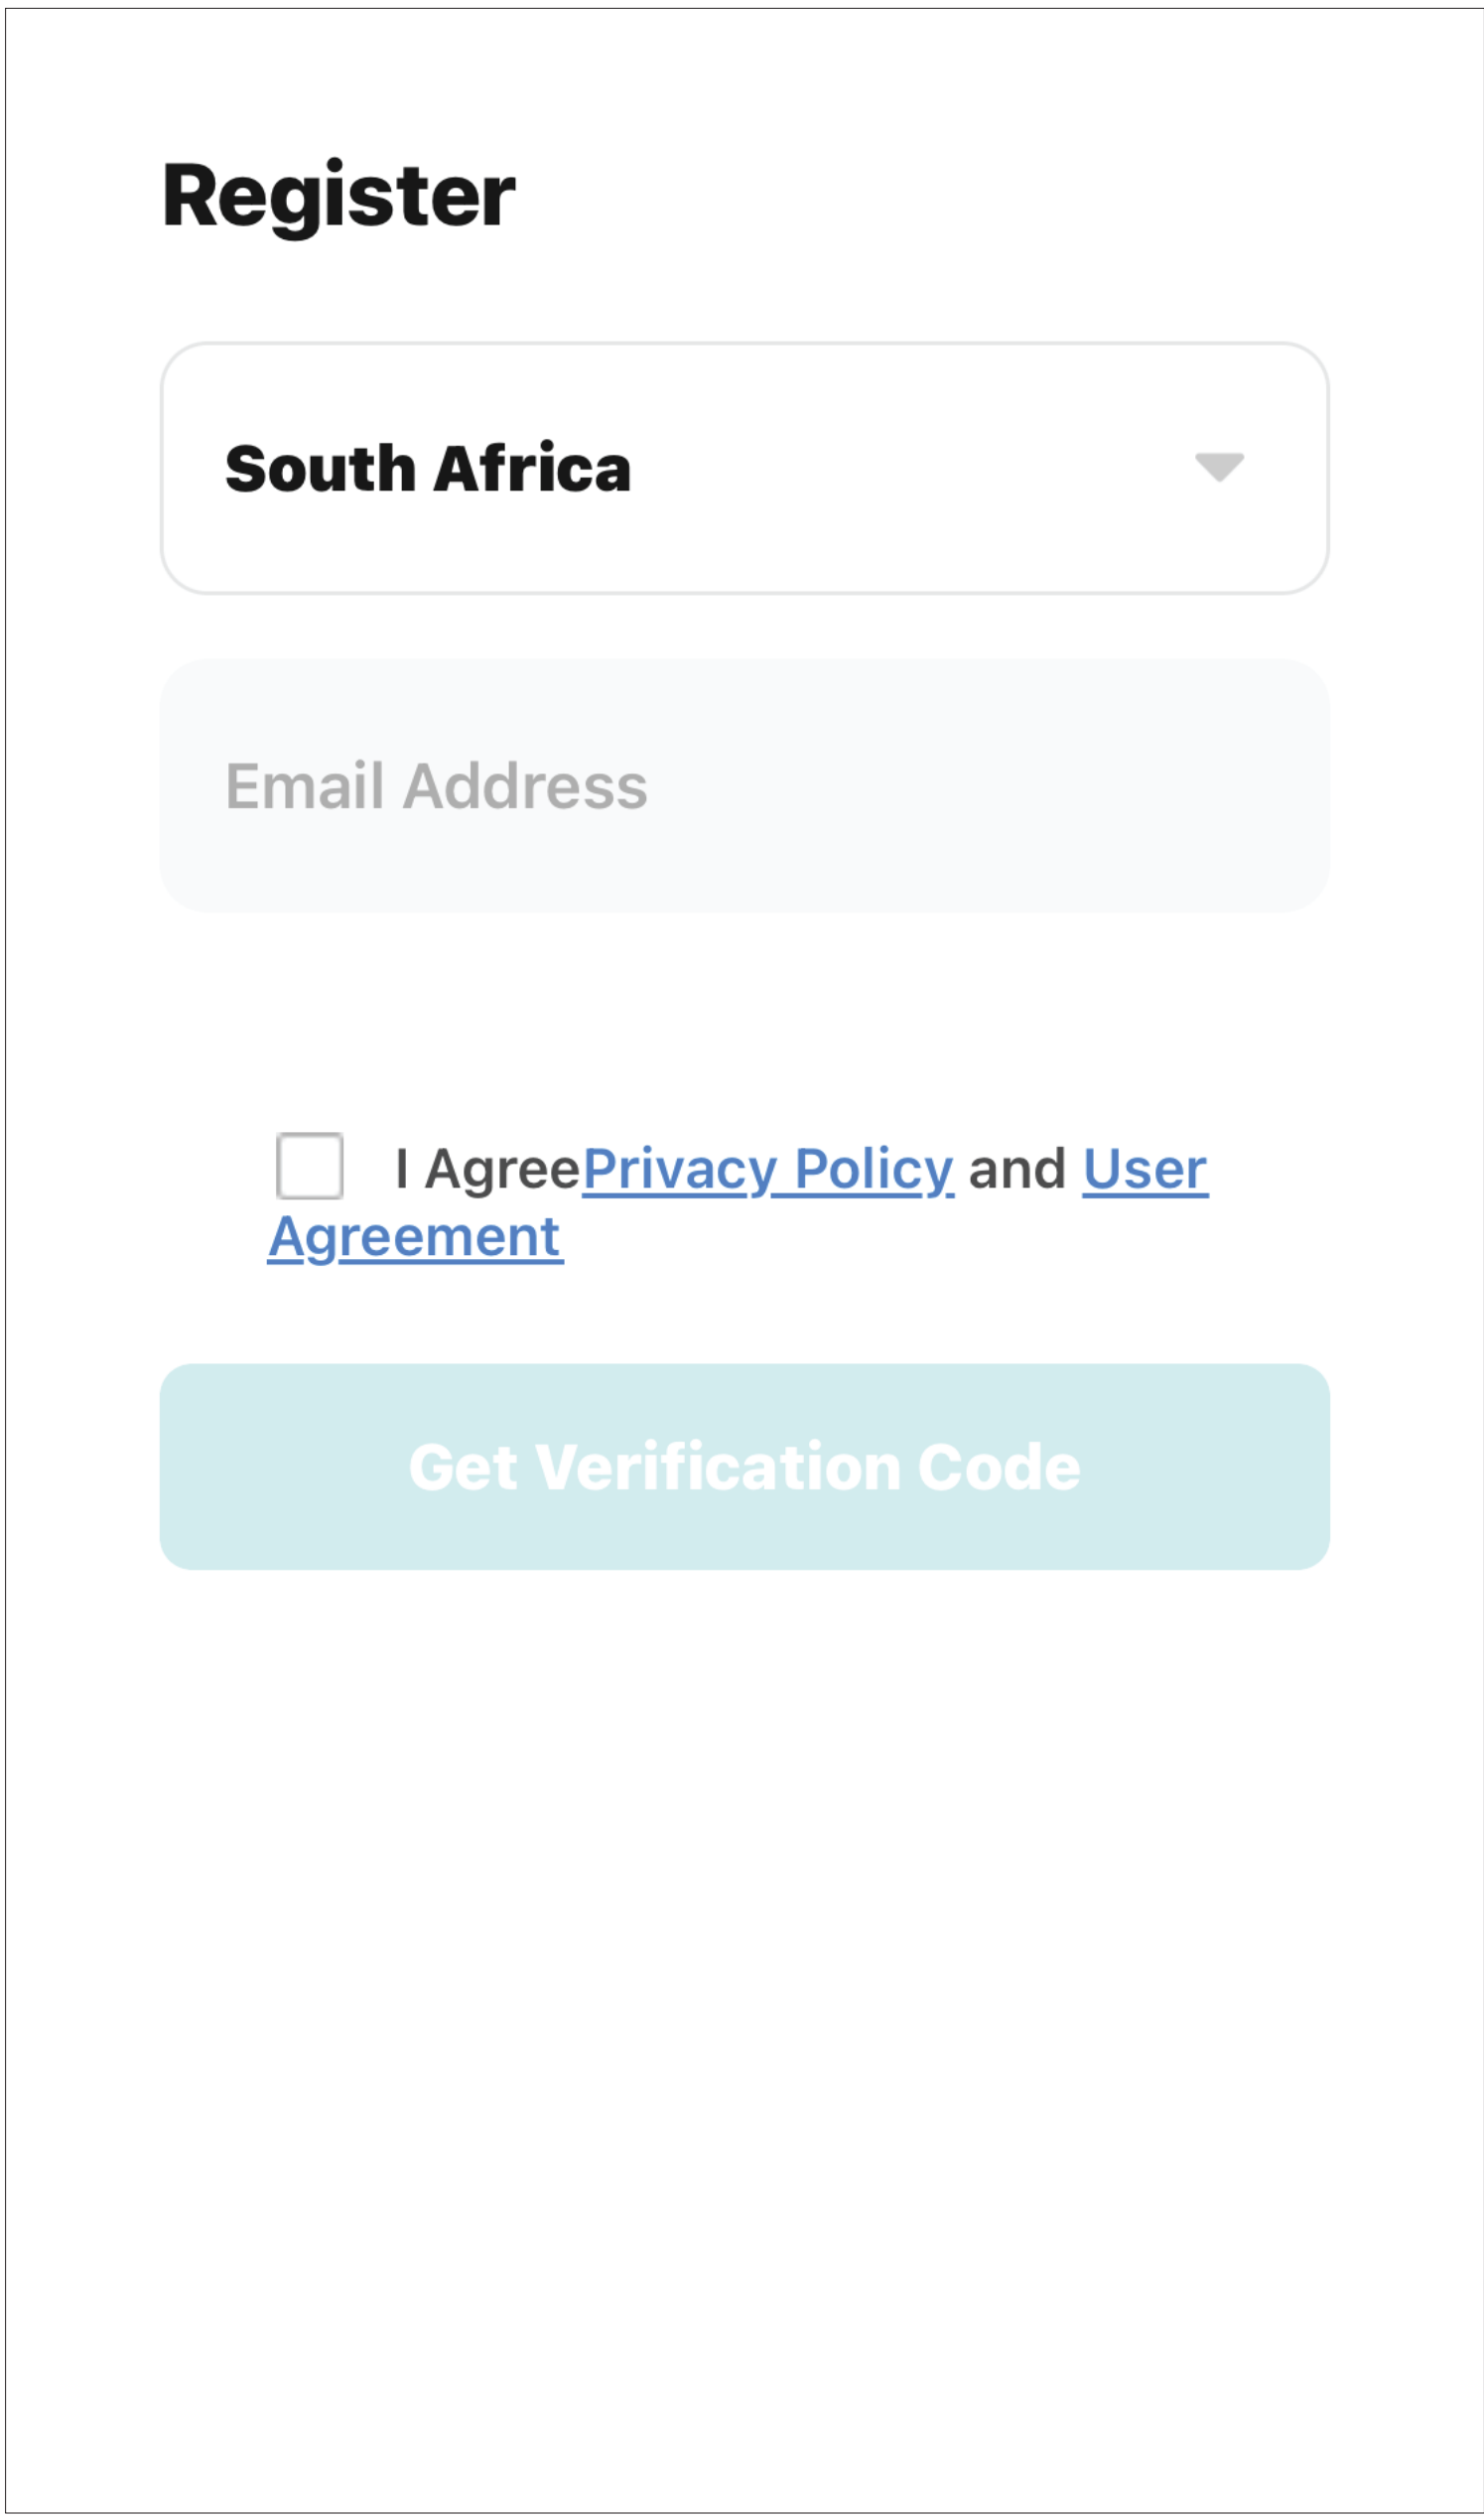 Register
South Africa
Email Address
I AgreePrivacy Policy and User
Agreement
Get Verification Code